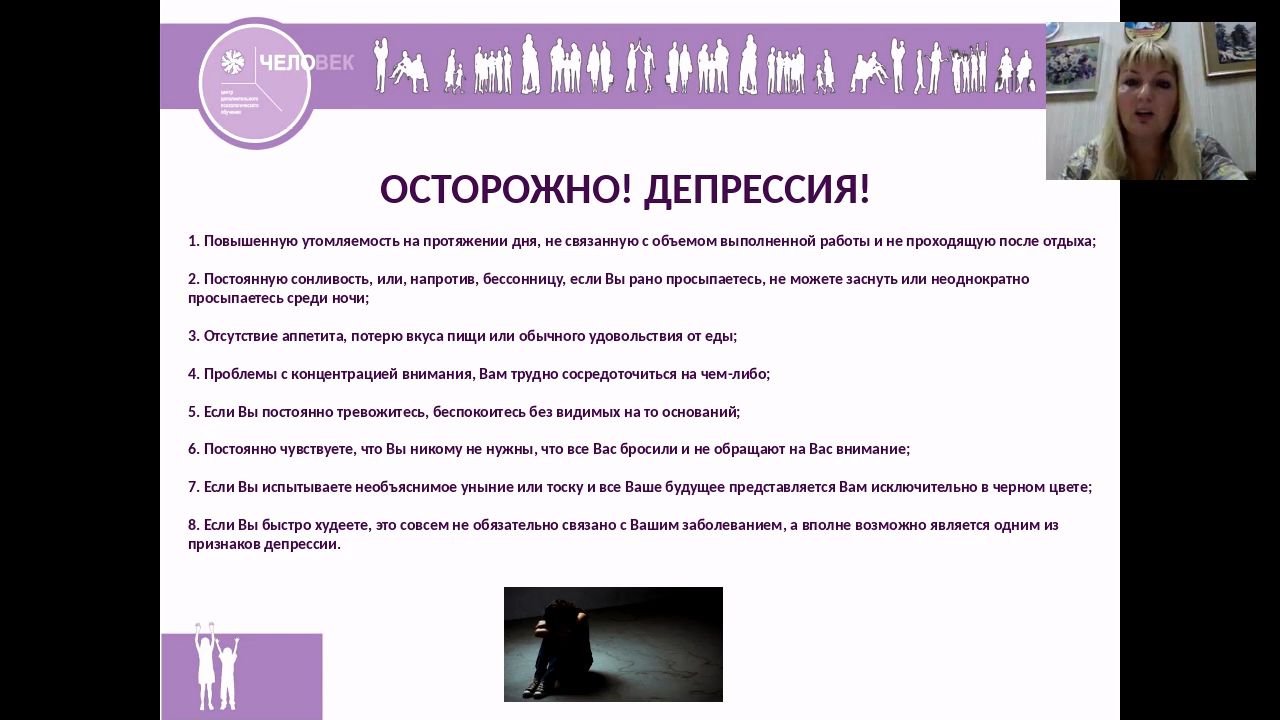 ЧЕЛОВЕК
центр
дополнительного
психологического
обучения
ОСТОРОЖНО! ДЕПРЕССИЯ!
1. Повышенную утомляемость на протяжении дня, не связанную с объемом выполненной работы и не проходящую после отдыха;
2. Постоянную сонливость, или, напротив, бессонницу, если Вы рано просыпаетесь, не можете заснуть или неоднократно
просыпаетесь среди ночи;
3. Отсутствие аппетита, потерю вкуса пищи или обычного удовольствия от еды;
4. Проблемы с концентрацией внимания, Вам трудно сосредоточиться на чем-либо;
5. Если Вы постоянно тревожитесь, беспокоитесь без видимых на то оснований;
6. Постоянно чувствуете, что Вы никому не нужны, что все Вас бросили и не обращают на Вас внимание;
7. Если Вы испытываете необъяснимое уныние или тоску и все Ваше будущее представляется Вам исключительно в черном цвете;
8. Если Вы быстро худеете, это совсем не обязательно связано с Вашим заболеванием, а вполне возможно является одним из
признаков депрессии.